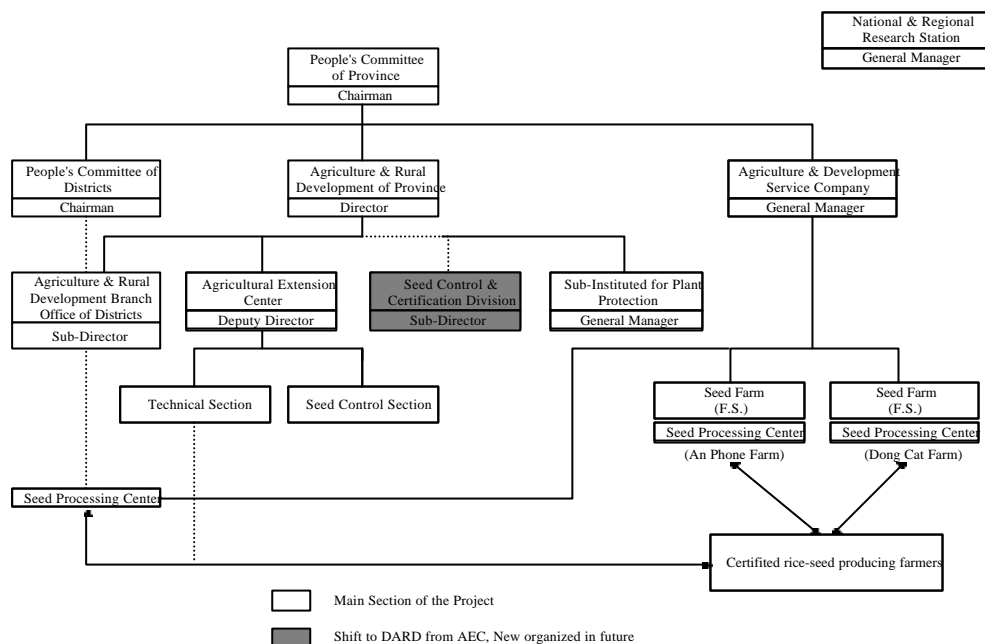 National & Regional
Research Station
General Manager
People's Committee
of Province
Chairman
People's Committee of
Districts
Chairman
Agriculture & Rural
Development of Province
Director
Agriculture & Development
Service Company
General Manager
Agriculture & Rural
Development Branch
Office of Districts
Sub-Director
Agricultural Extension
Center
Deputy Director
Seed Control &
Certification Division
Sub-Director
Sub-Instituted for Plant
Protection
General Manager
Technical Section
Seed Control Section
Seed Farm
(F.S.)
Seed Processing Center
(An Phone Farm)
Seed Farm
(F.S.)
Seed Processing Center
(Dong Cat Farm)
Seed Processing Center
Certifited rice-seed producing farmers
Main Section of the Project
Shift to DARD from AEC, New organized in future